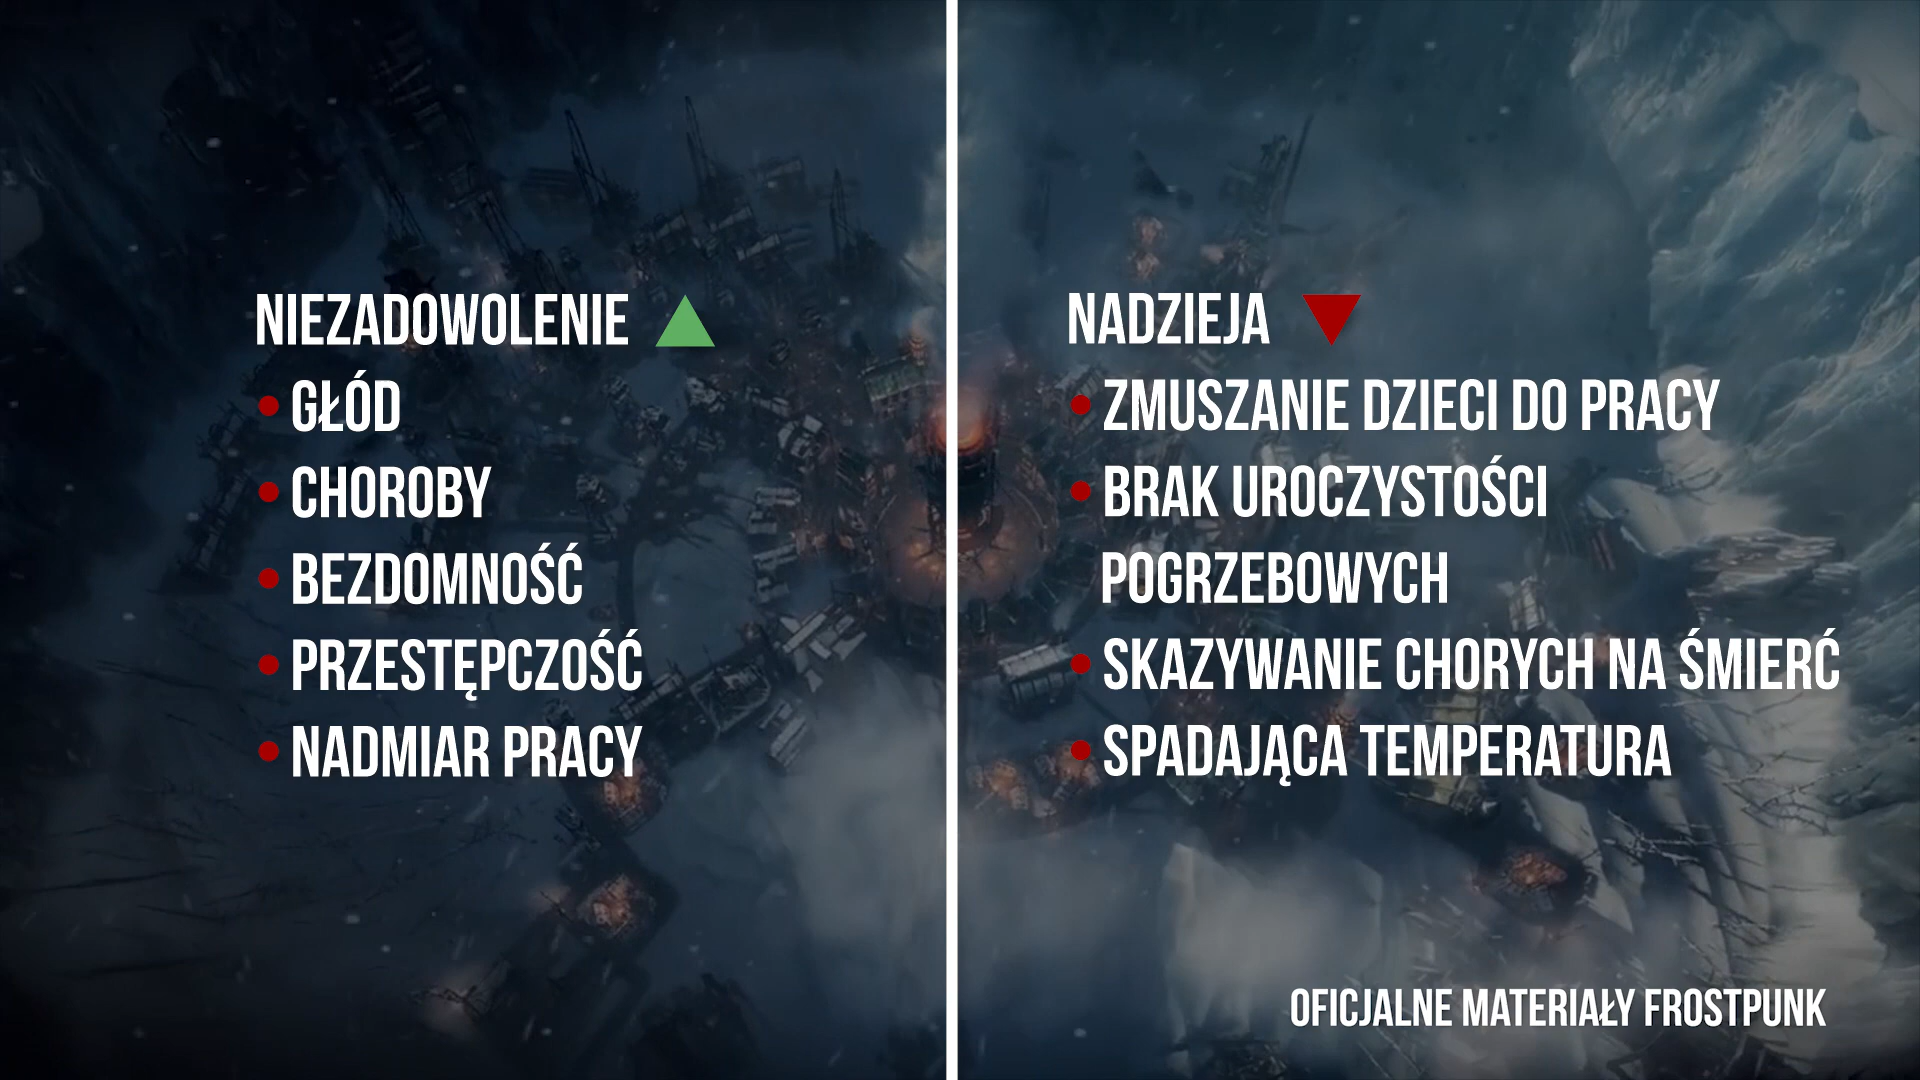 NIEZADOWOLENIE
GŁÓD
CHOROBY
BEZDOMNOŚĆ
PRZESTĘPCZOŚĆ
NADMIAR PRACY
NADZIEJA
ZMUSZANIE DZIECI DO PRACY
BRAK UROCZYSTOŚCI
POGRZEBOWYCH
SKAZYWANIE CHORYCH NA ŚMIERĆ
SPADAJĄCA TEMPERATURA
OFICJALNE MATERIAŁY FROSTPUNK